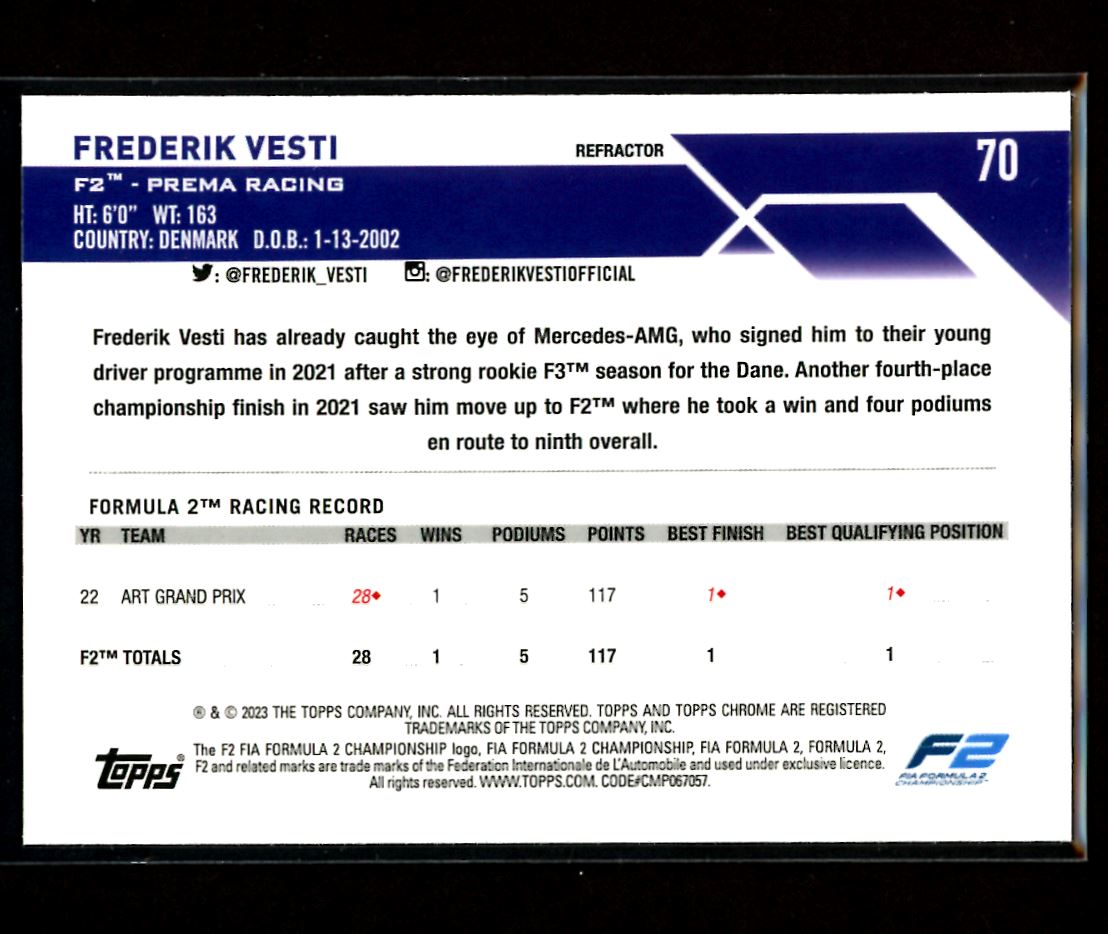 FREDERIK VESTI
REFRACTOR
70
F2™ - PREMA RACING
HT: 6'0" WT: 163
COUNTRY: DENMARK D.O.B.: 1-13-2002
: @FREDERIK_VESTI : @FREDERIKVESTIOFFICIAL
Frederik Vesti has already caught the eye of Mercedes-AMG, who signed him to their young
driver programme in 2021 after a strong rookie F3™ season for the Dane. Another fourth-place
championship finish in 2021 saw him move up to F2™ where he took a win and four podiums
en route to ninth overall.
FORMULA 2™ RACING RECORD
YR TEAM RACES WINS PODIUMS POINTS BEST FINISH BEST QUALIFYING POSITION
22 ART GRAND PRIX 28♦ 1 5 117 1♦ 1♦
F2™ TOTALS 28 1 5 117 1 1
® & © 2023 THE TOPPS COMPANY, INC. ALL RIGHTS RESERVED. TOPPS AND TOPPS CHROME ARE REGISTERED
TRADEMARKS OF THE TOPPS COMPANY, INC.
topps®
The F2 FIA FORMULA 2 CHAMPIONSHIP logo, FIA FORMULA 2 CHAMPIONSHIP, FIA FORMULA 2, FORMULA 2,
F2 and related marks are trade marks of the Federation Internationale de L'Automobile and used under exclusive licence.
All rights reserved. WWW.TOPPS.COM. CODE#CMP067057.
F2
FIA FORMULA 2
CHAMPIONSHIP™